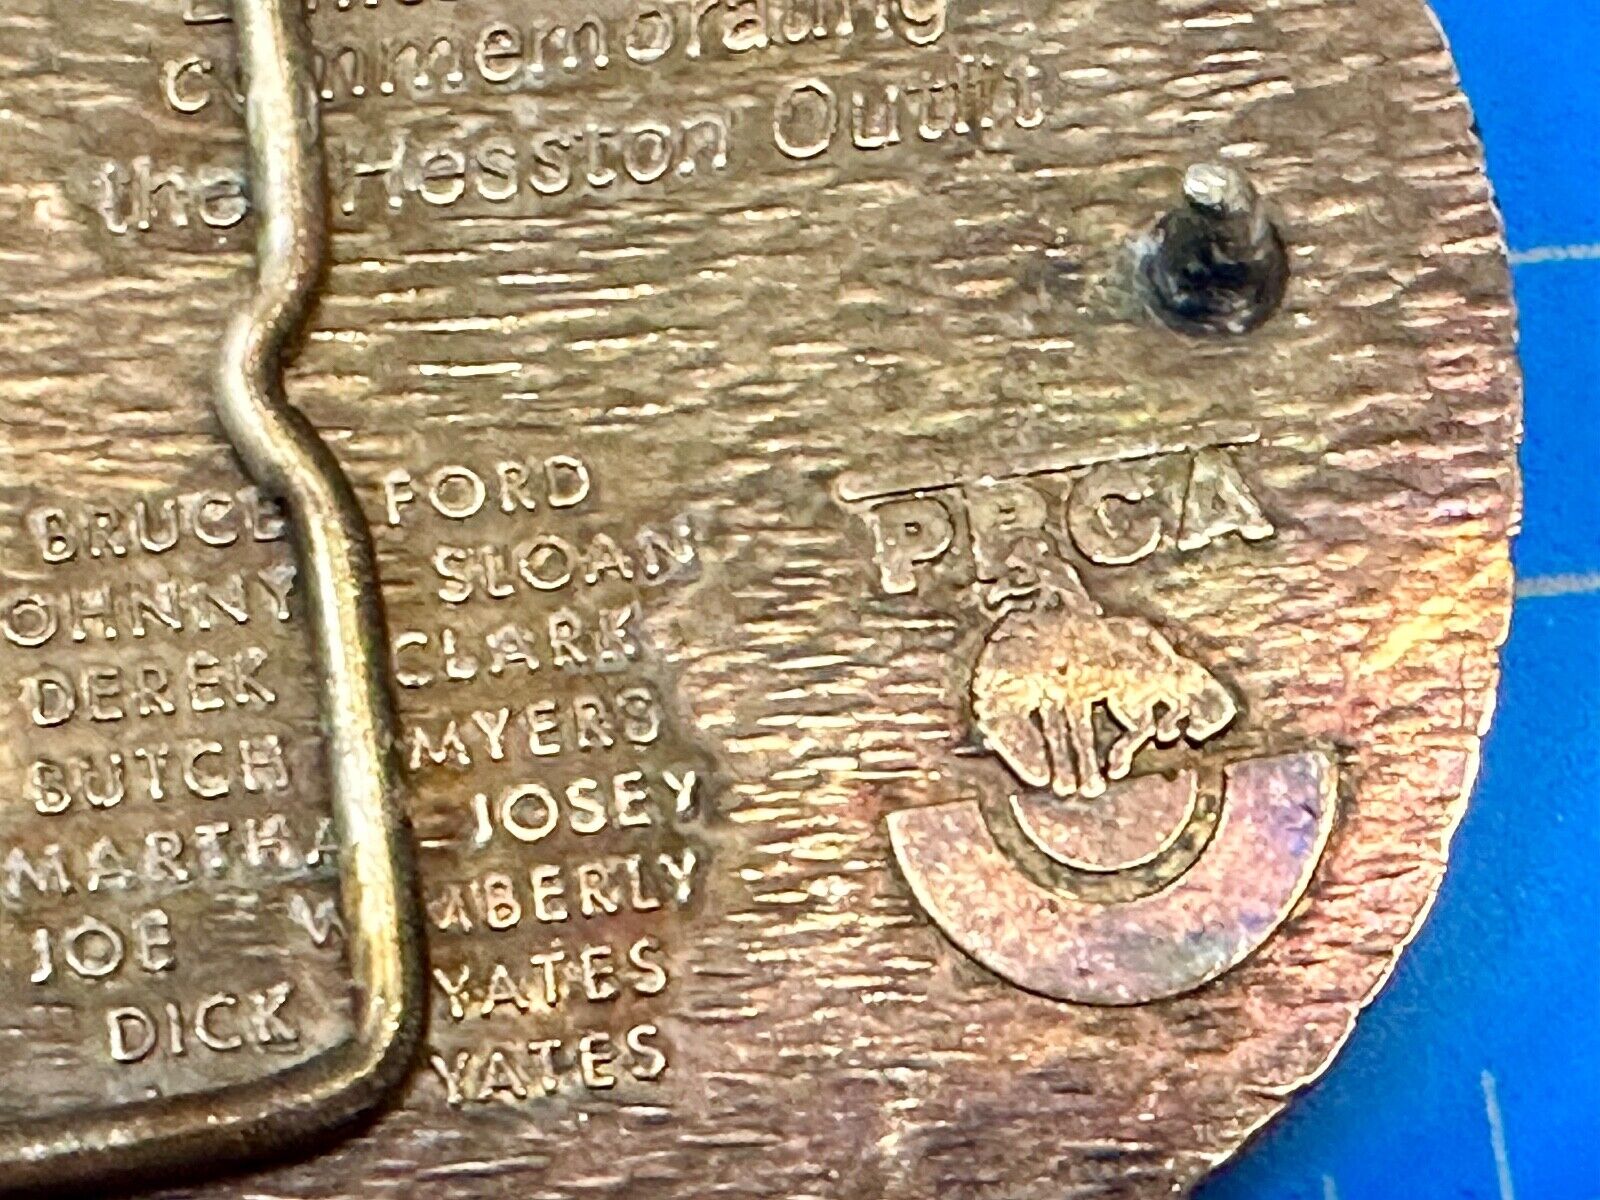 commemorating
the Hesston Outfit
BRUCE FORD
OHNNY SLOAN
DEREK CLARK
BUTCH MYERS
MARTHA JOSEY
JOE WIMBERLY
DICK YATES
YATES
PRCA